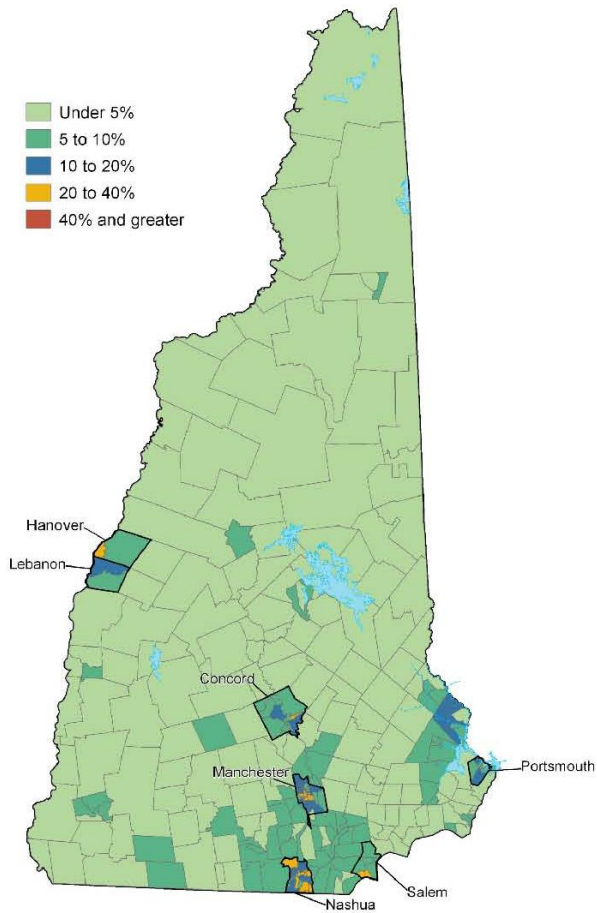 Under 5%
5 to 10%
10 to 20%
20 to 40%
40% and greater
Hanover
Lebanon
Concord
Manchester
Portsmouth
Salem
Nashua